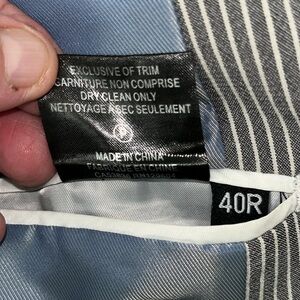 EXCLUSIVE OF TRIM
GARNITURE NON COMPRISE
DRY CLEAN ONLY
NETTOYAGE A SEC SEULEMENT
P
MADE IN CHINA
FABRIQUE EN CHINE
40R